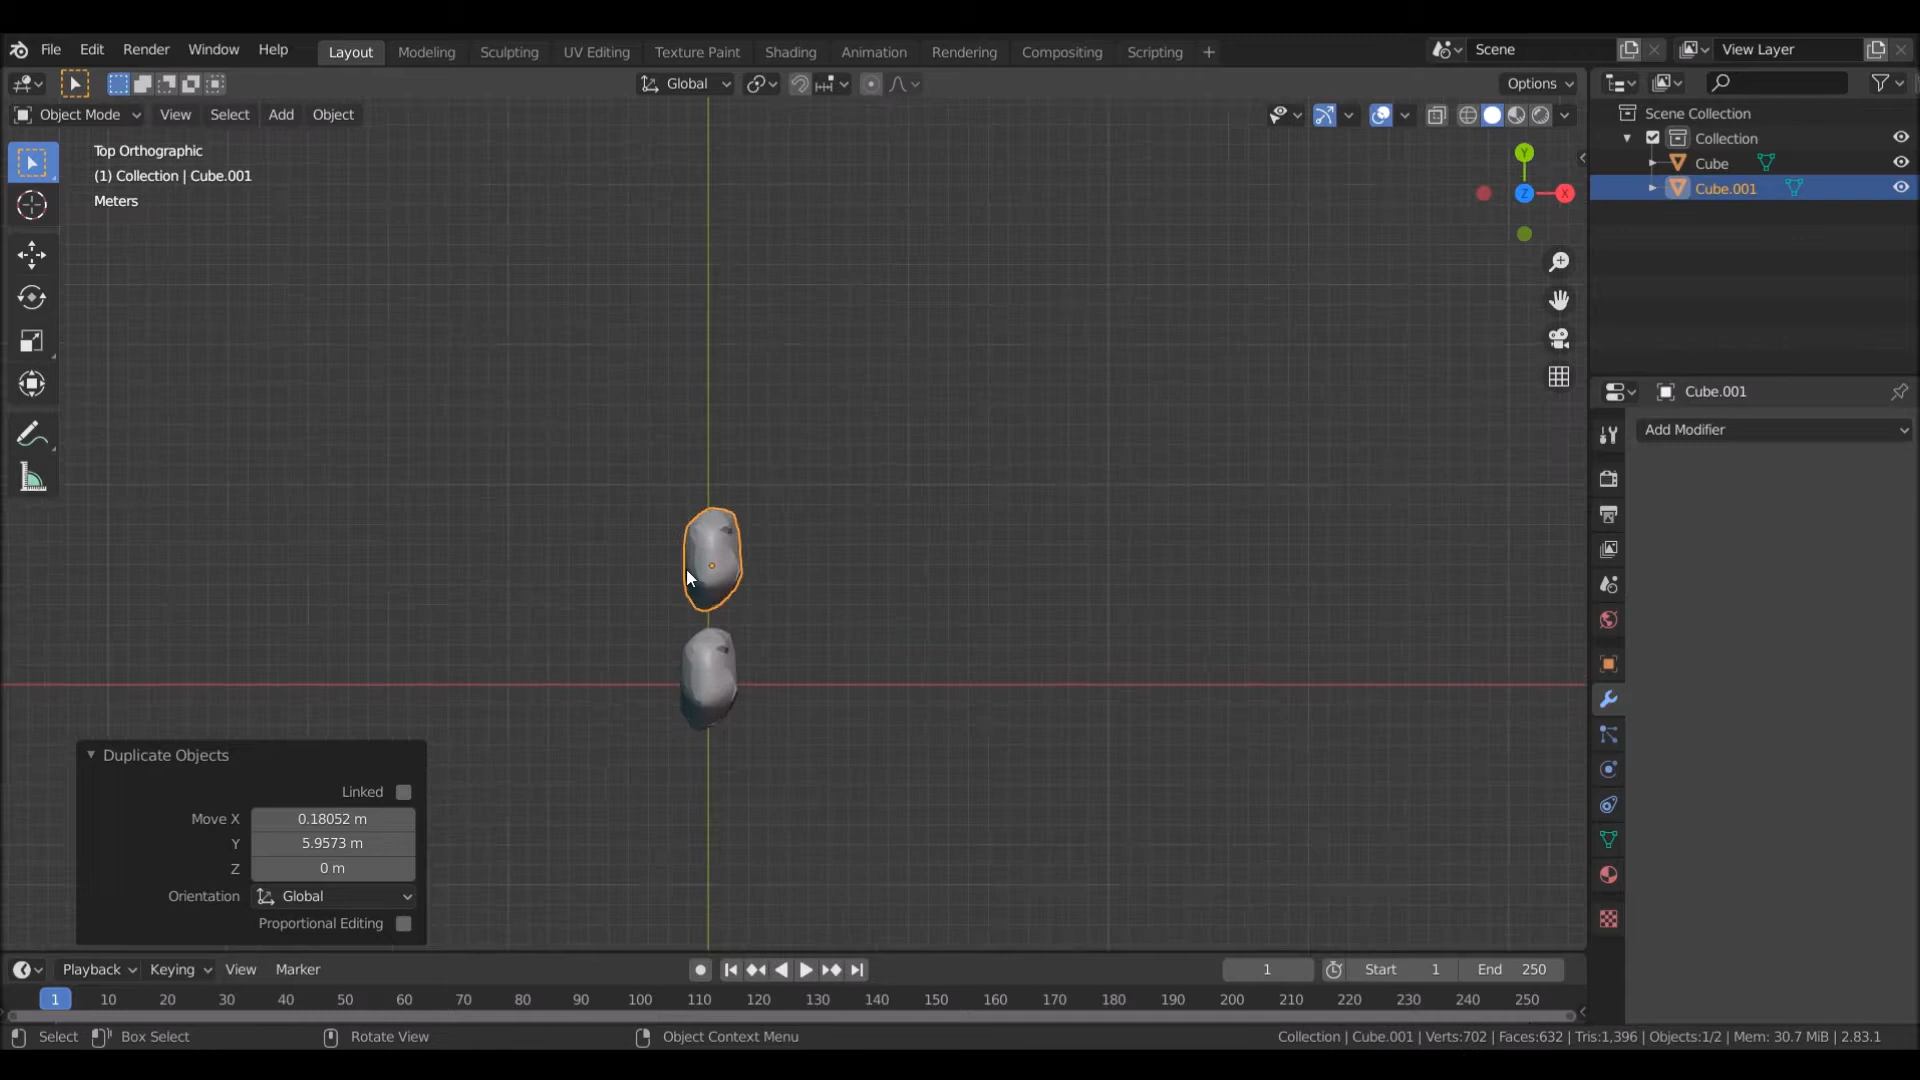 File Edit Render Window Help Layout Modeling Sculpting UV Editing Texture Paint Shading Animation Rendering Compositing Scripting + Scene View Layer
Global Options
Object Mode View Select Add Object
Top Orthographic
(1) Collection | Cube.001
Meters
Y
Z
X
Scene Collection
Collection
Cube
Cube.001
Cube.001
Add Modifier
Duplicate Objects
Linked
Move X 0.18052 m
Y 5.9573 m
Z 0 m
Orientation Global
Proportional Editing
Playback Keying View Marker 1 Start 1 End 250
1 10 20 30 40 50 60 70 80 90 100 110 120 130 140 150 160 170 180 190 200 210 220 230 240 250
Select Box Select Rotate View Object Context Menu Collection | Cube.001 | Verts:702 | Faces:632 | Tris:1,396 | Objects:1/2 | Mem: 30.7 MiB | 2.83.1